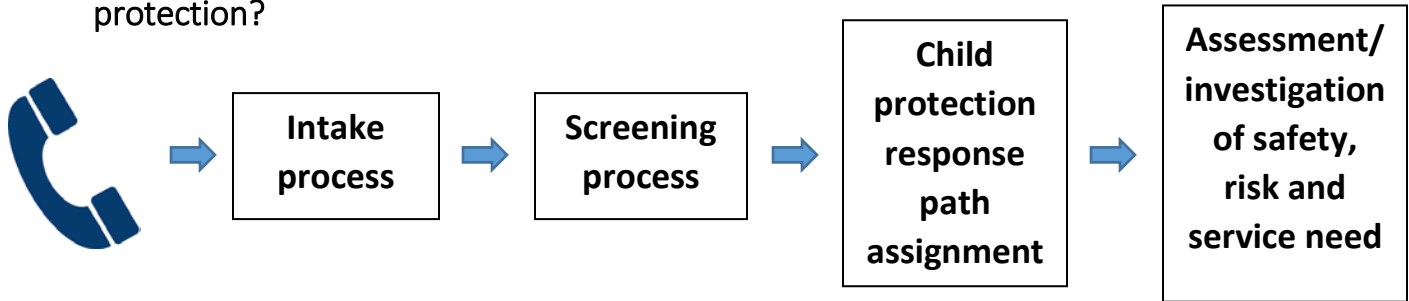 protection?
Intake
process
Screening
process
Child
protection
response
path
assignment
Assessment/
investigation
of safety,
risk and
service need